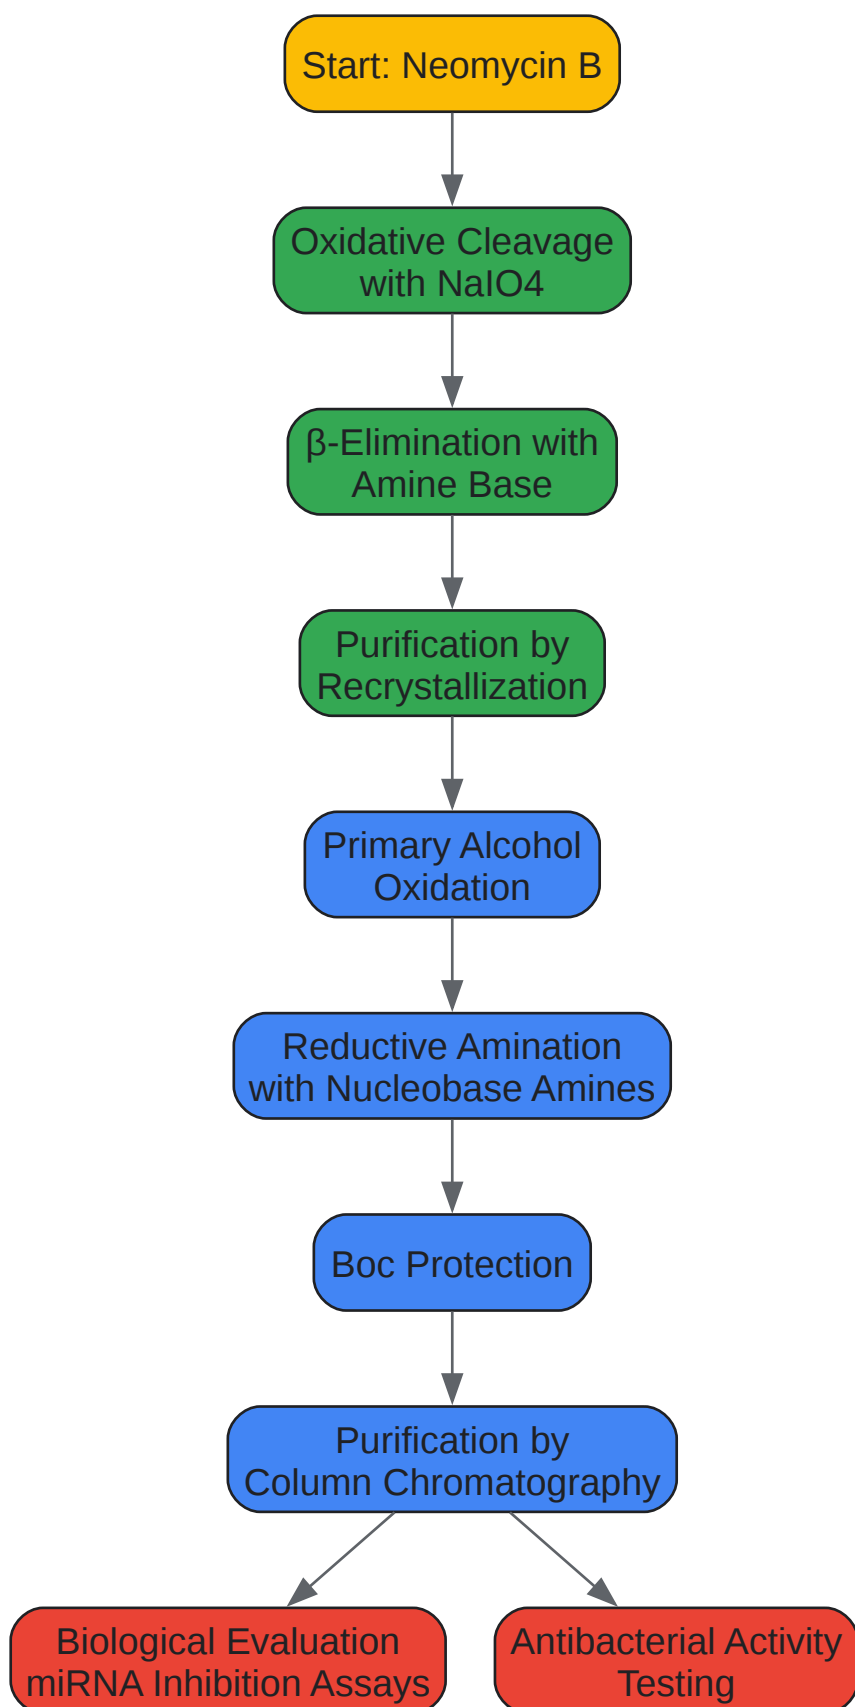 Start: Neomycin B
Oxidative Cleavage
with NaIO4
β-Elimination with
Amine Base
Purification by
Recrystallization
Primary Alcohol
Oxidation
Reductive Amination
with Nucleobase Amines
Boc Protection
Purification by
Column Chromatography
Biological Evaluation
miRNA Inhibition Assays
Antibacterial Activity
Testing